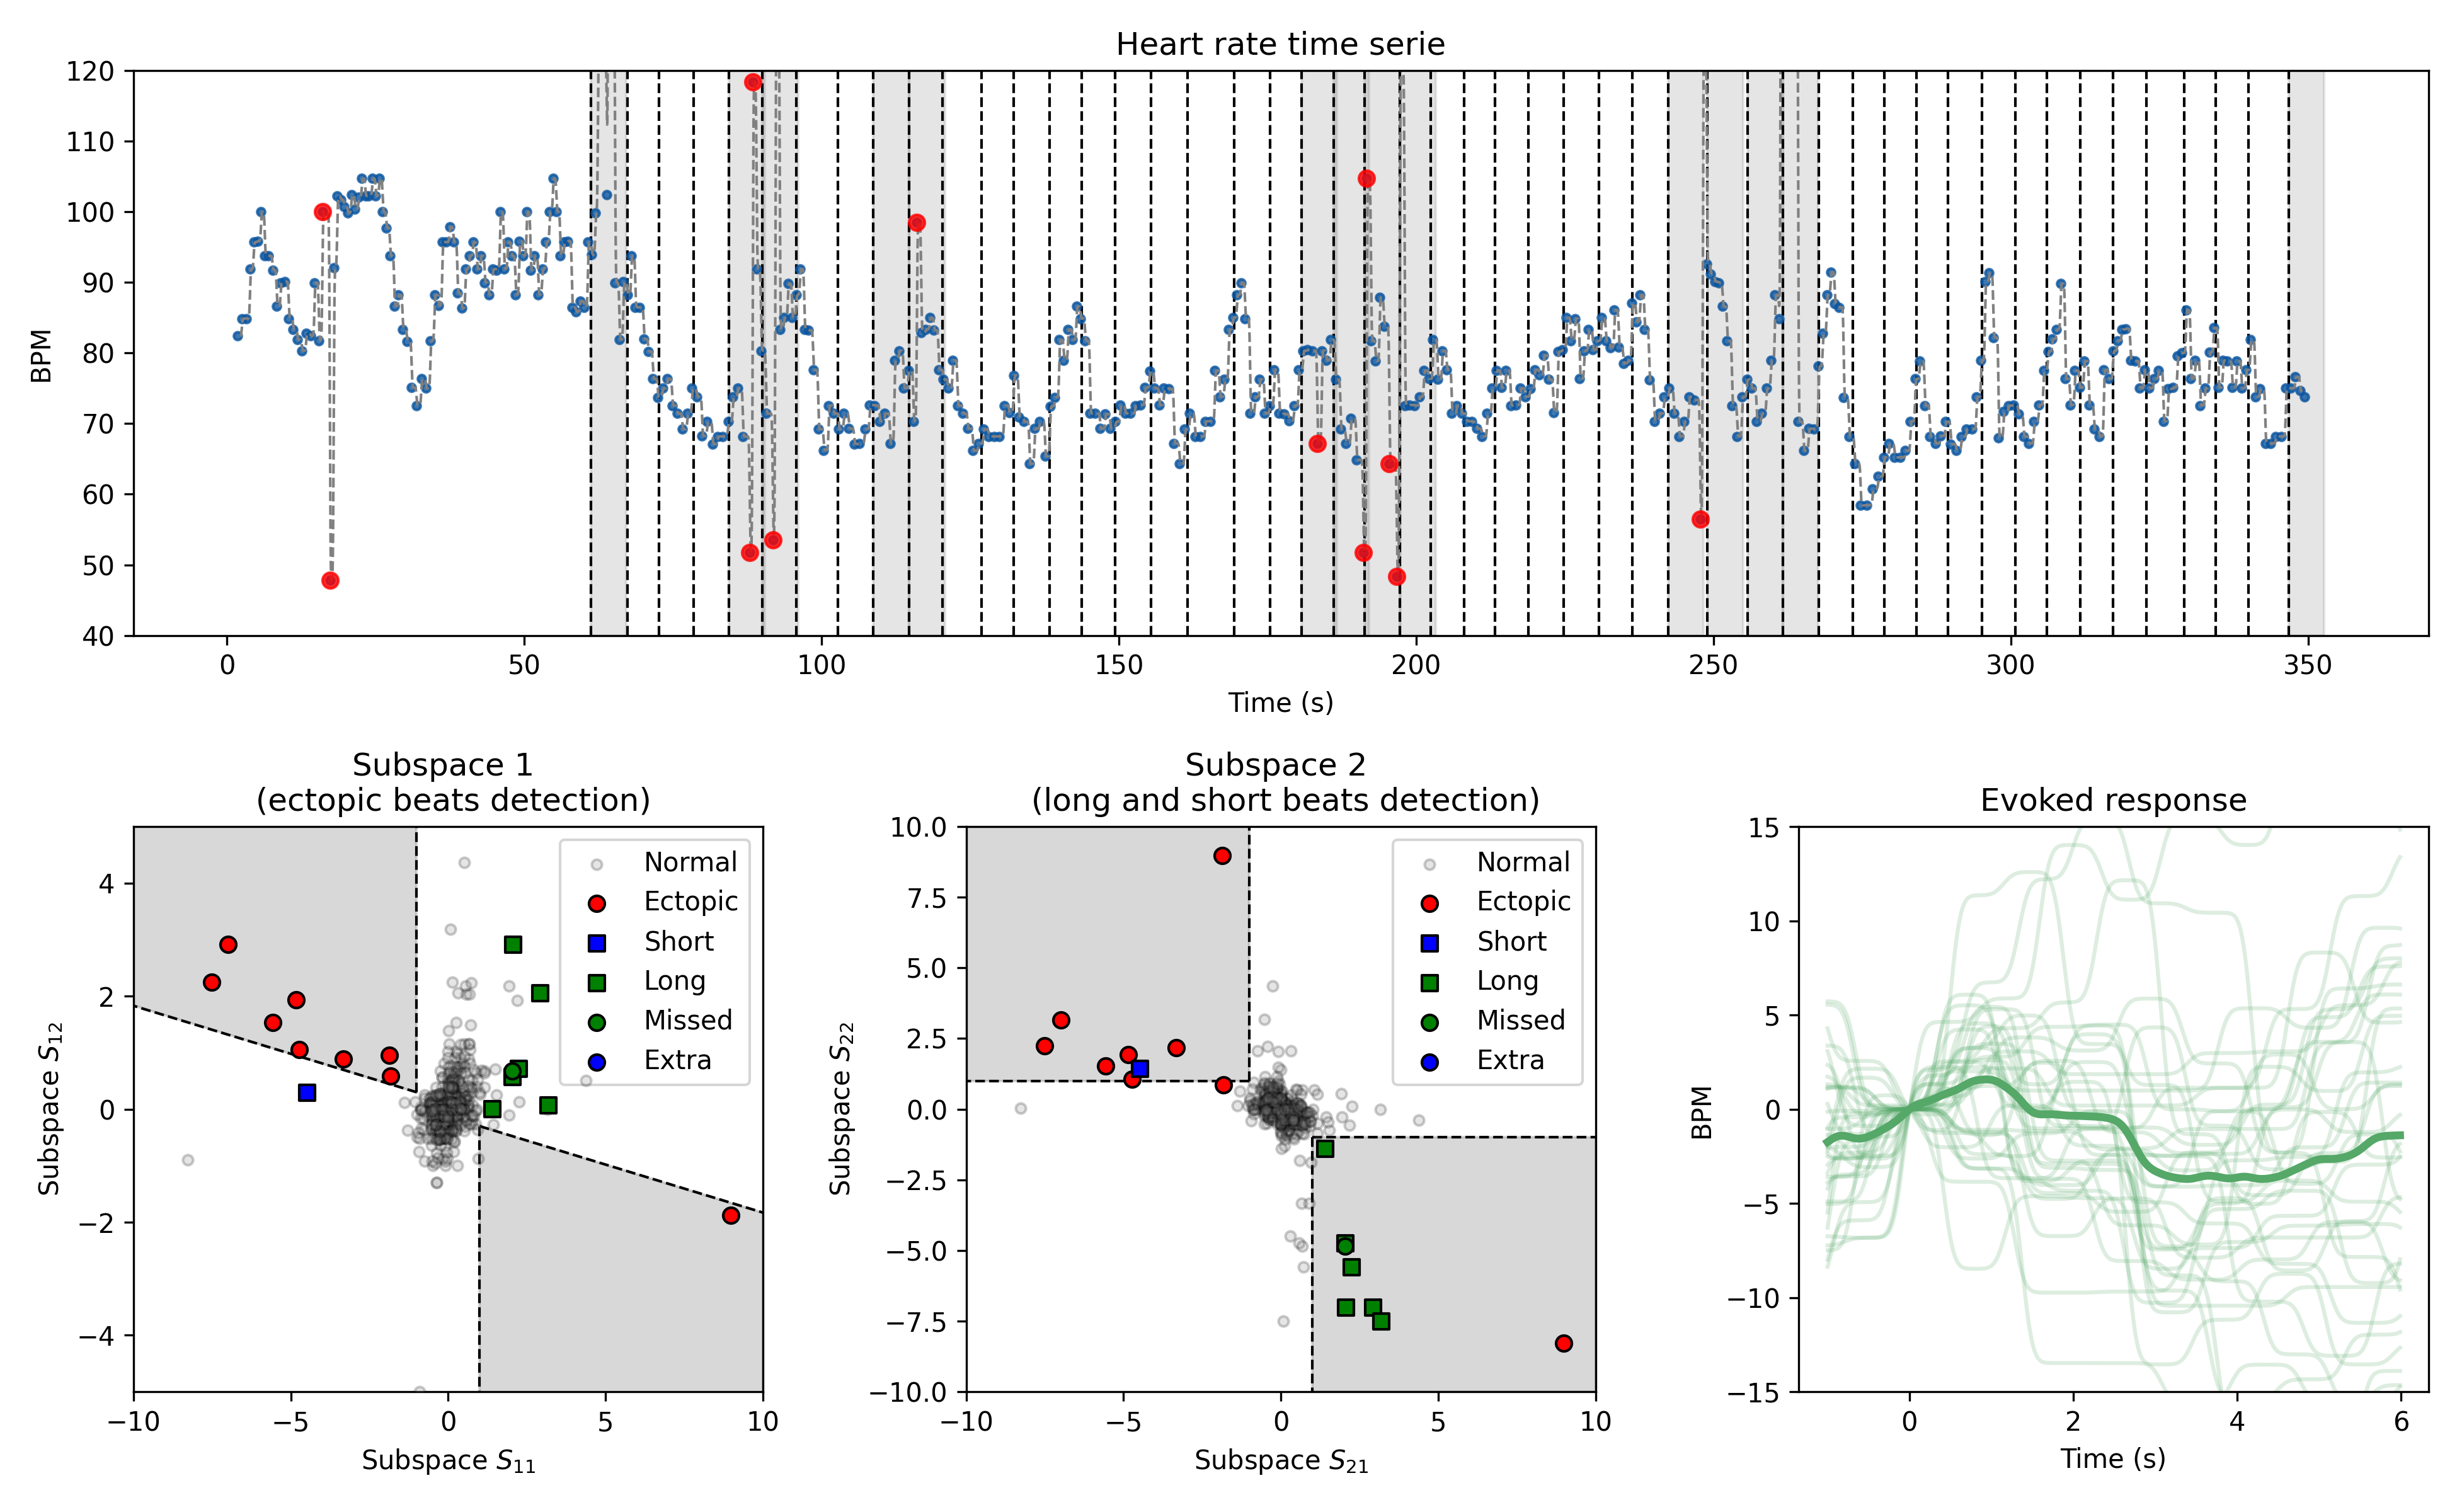 Heart rate time serie
120
110
100
90
80
70
60
50
40
BPM
0 50 100 150 200 250 300 350
Time (s)
Subspace 1
(ectopic beats detection)
4
2
0
−2
−4
Subspace S₁₂
Normal
Ectopic
Short
Long
Missed
Extra
−10 −5 0 5 10
Subspace S₁₁
Subspace 2
(long and short beats detection)
10.0
7.5
5.0
2.5
0.0
−2.5
−5.0
−7.5
−10.0
Subspace S₂₂
Normal
Ectopic
Short
Long
Missed
Extra
−10 −5 0 5 10
Subspace S₂₁
Evoked response
15
10
5
0
−5
−10
−15
BPM
0 2 4 6
Time (s)